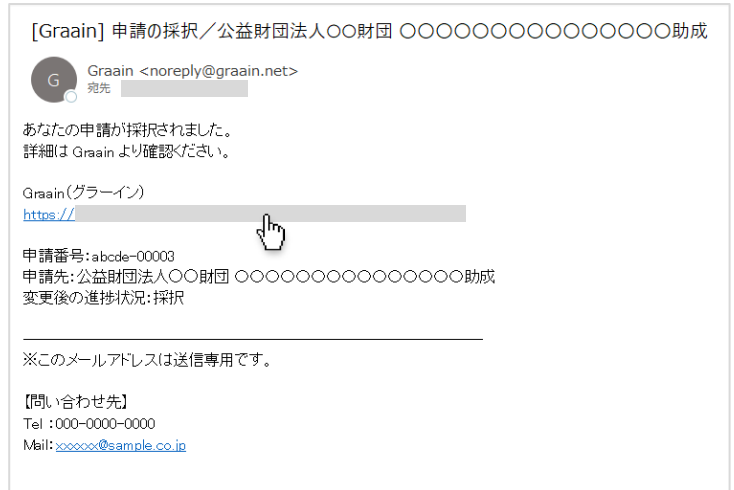 [Graain] 申請の採択／公益財団法人〇〇財団 〇〇〇〇〇〇〇〇〇〇〇〇〇〇〇助成
G
Graain <noreply@graain.net>
宛先
あなたの申請が採択されました。
詳細は Graain より確認ください。
Graain（グラーイン）
https://
申請番号：abcde-00003
申請先：公益財団法人〇〇財団 〇〇〇〇〇〇〇〇〇〇〇〇〇〇〇助成
変更後の進捗状況：採択
※このメールアドレスは送信専用です。
【問い合わせ先】
Tel ：000-0000-0000
Mail：xxxxxx@sample.co.jp